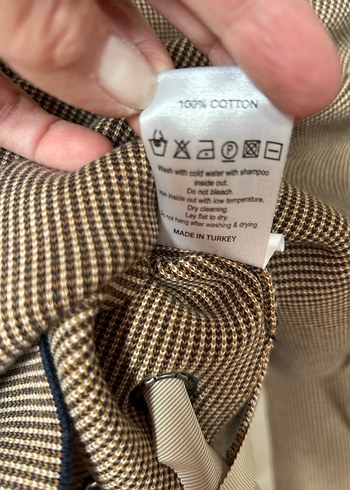 100% COTTON
P
Wash with cold water with shampoo
inside out.
Do not bleach.
Iron inside out with low temperature,
Dry cleaning.
Lay flat to dry.
Do not hang after washing & drying
MADE IN TURKEY